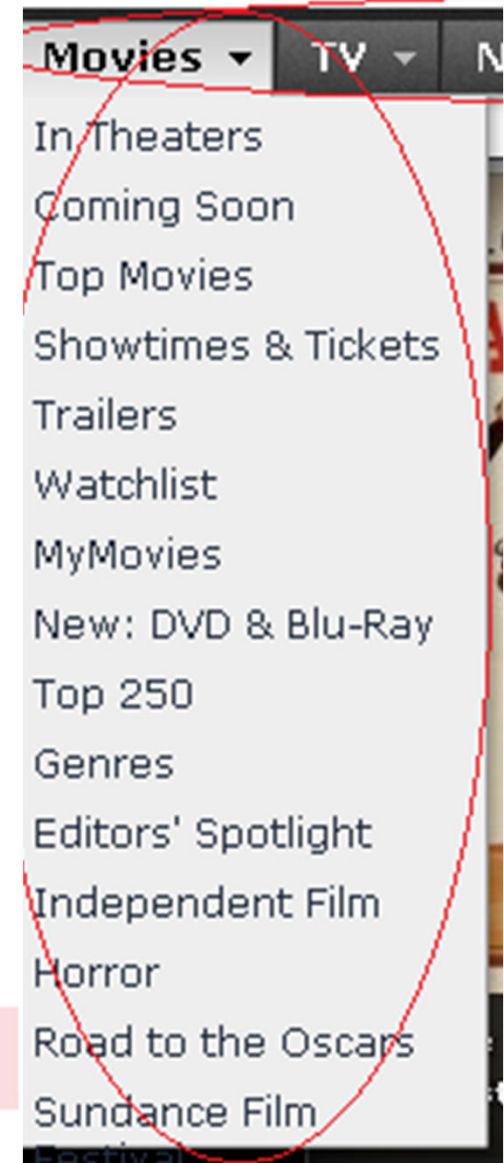 Movies TV N
In Theaters
Coming Soon
Top Movies
Showtimes & Tickets
Trailers
Watchlist
MyMovies
New: DVD & Blu-Ray
Top 250
Genres
Editors' Spotlight
Independent Film
Horror
Road to the Oscars
Sundance Film
Festival